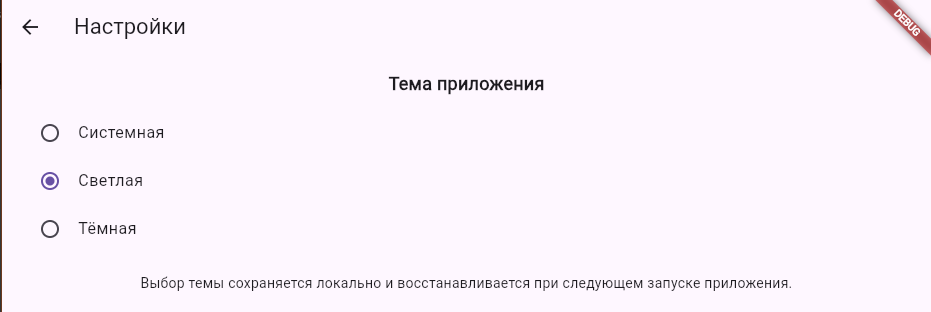 Настройки
DEBUG
Тема приложения
Системная
Светлая
Тёмная
Выбор темы сохраняется локально и восстанавливается при следующем запуске приложения.